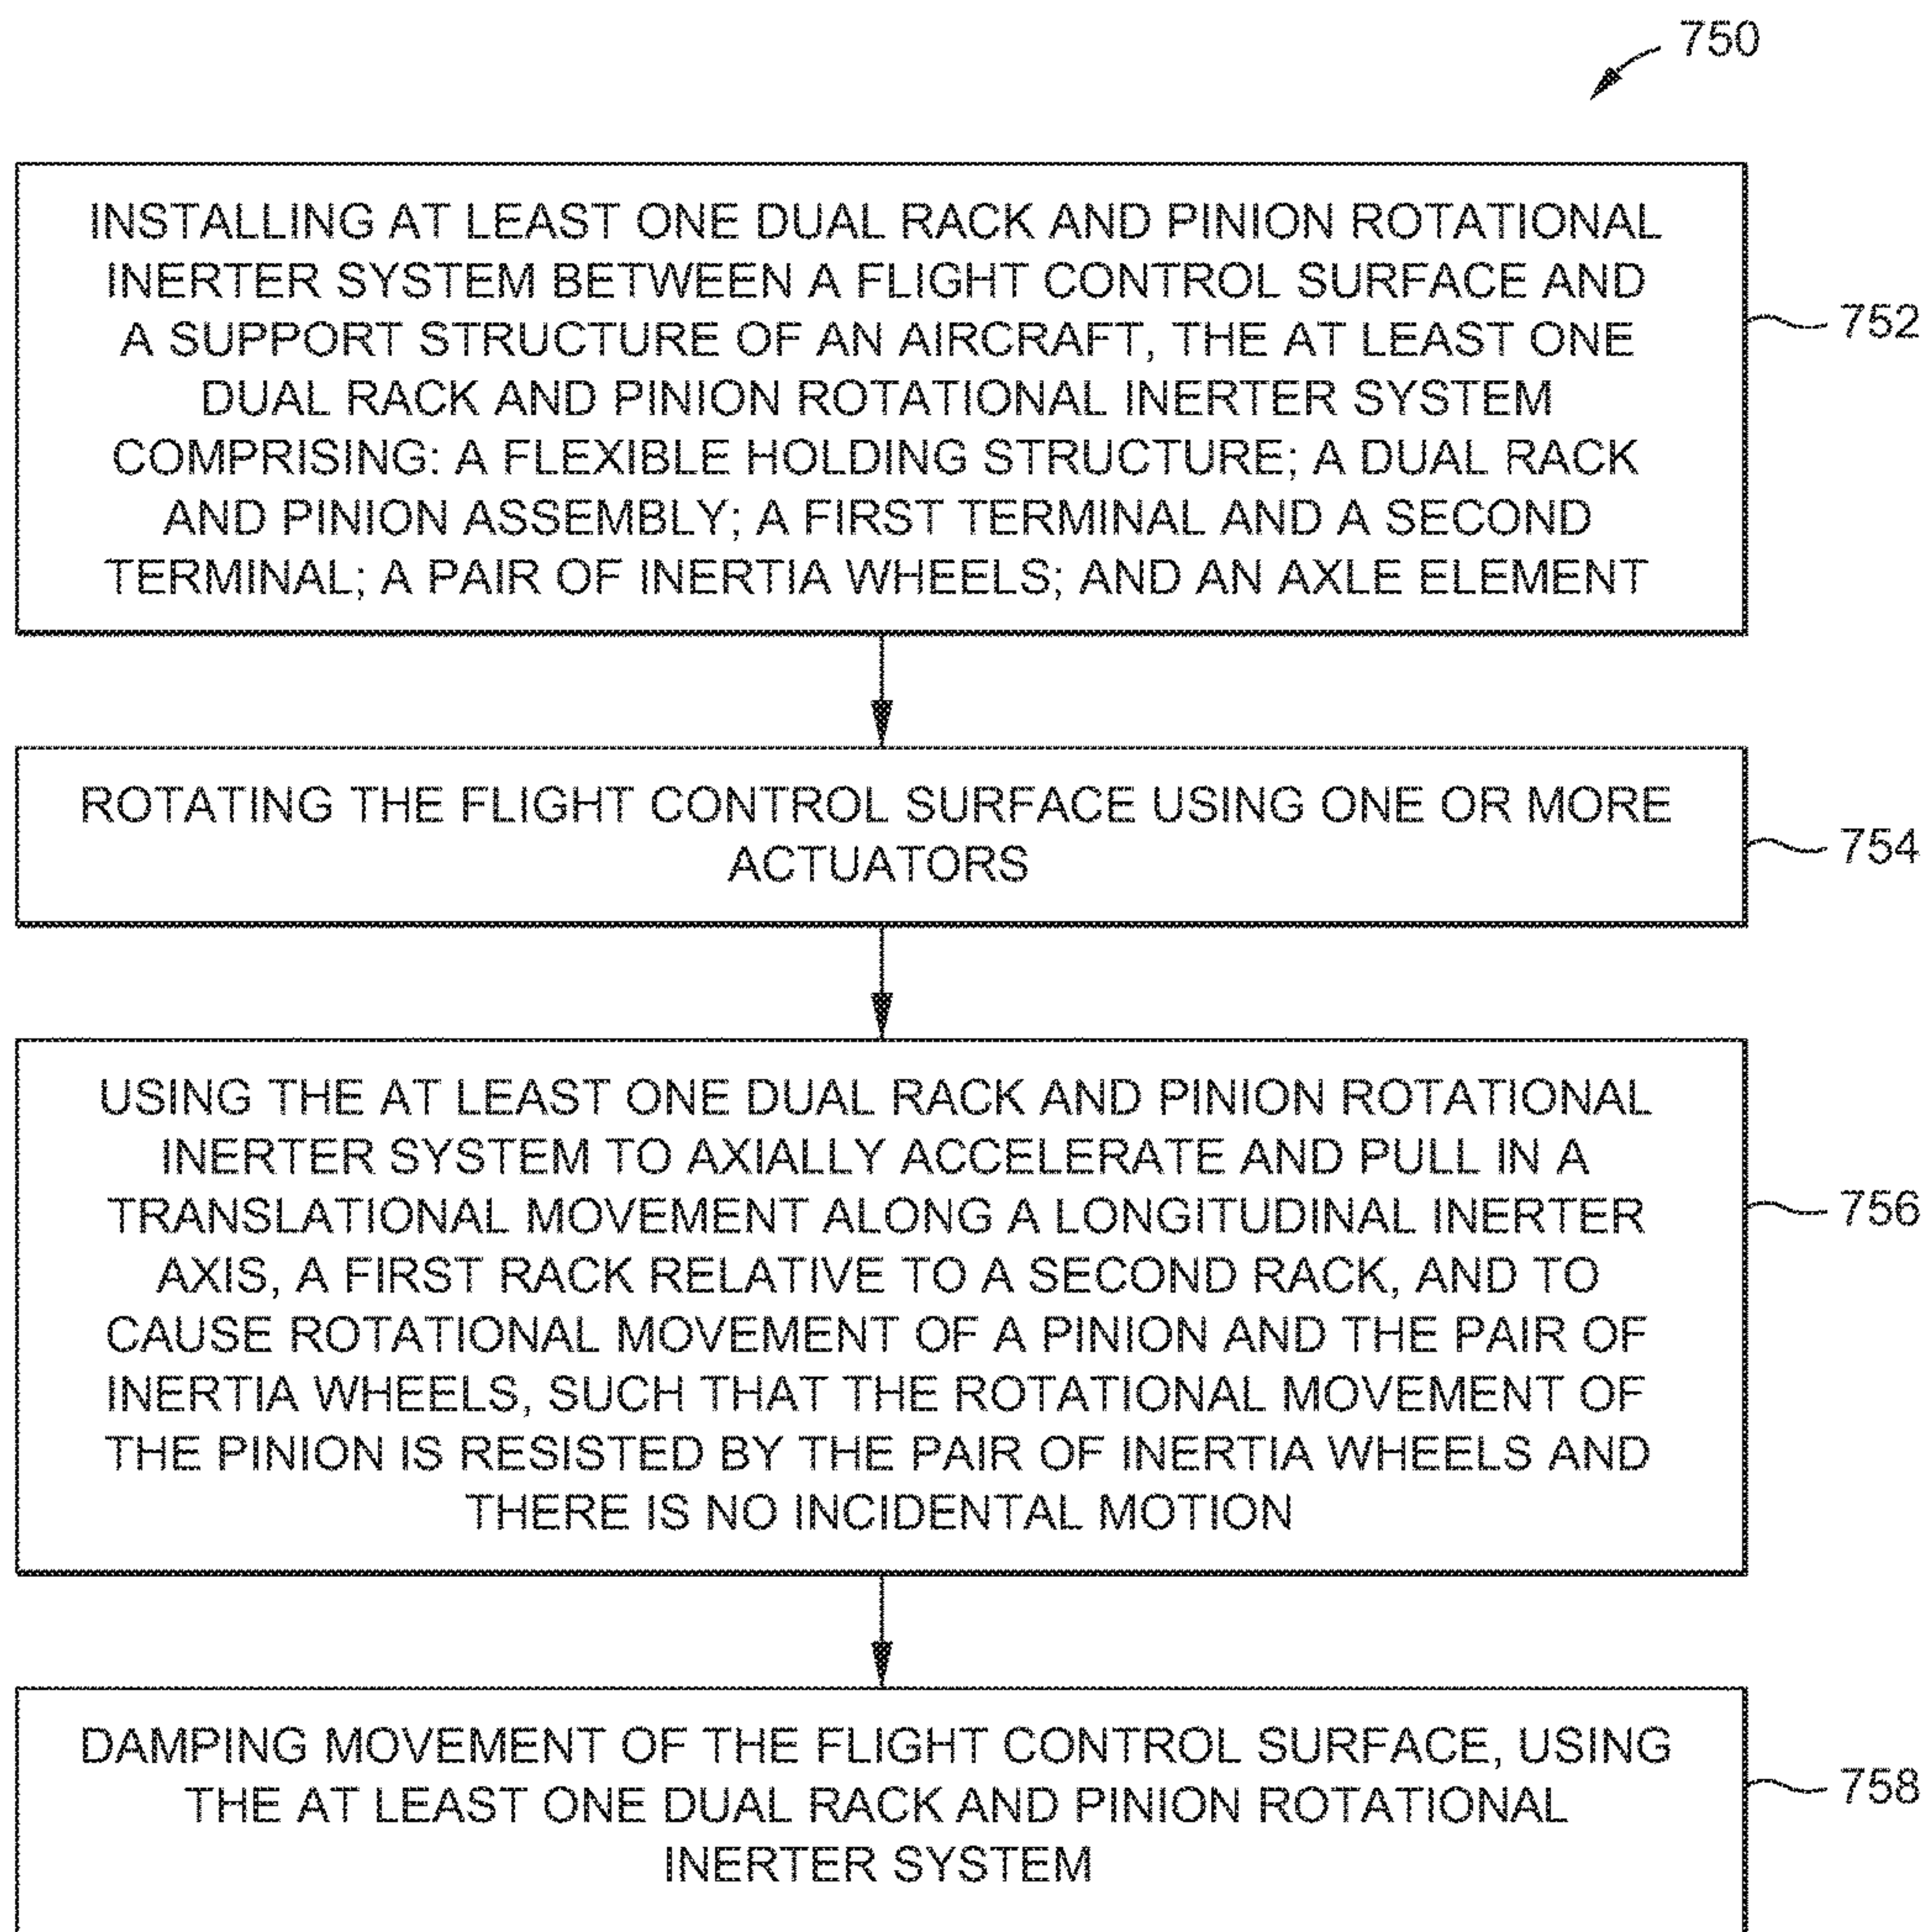 750
INSTALLING AT LEAST ONE DUAL RACK AND PINION ROTATIONAL
INERTER SYSTEM BETWEEN A FLIGHT CONTROL SURFACE AND
A SUPPORT STRUCTURE OF AN AIRCRAFT, THE AT LEAST ONE
DUAL RACK AND PINION ROTATIONAL INERTER SYSTEM
COMPRISING: A FLEXIBLE HOLDING STRUCTURE; A DUAL RACK
AND PINION ASSEMBLY; A FIRST TERMINAL AND A SECOND
TERMINAL; A PAIR OF INERTIA WHEELS; AND AN AXLE ELEMENT
752
ROTATING THE FLIGHT CONTROL SURFACE USING ONE OR MORE
ACTUATORS
754
USING THE AT LEAST ONE DUAL RACK AND PINION ROTATIONAL
INERTER SYSTEM TO AXIALLY ACCELERATE AND PULL IN A
TRANSLATIONAL MOVEMENT ALONG A LONGITUDINAL INERTER
AXIS, A FIRST RACK RELATIVE TO A SECOND RACK, AND TO
CAUSE ROTATIONAL MOVEMENT OF A PINION AND THE PAIR OF
INERTIA WHEELS, SUCH THAT THE ROTATIONAL MOVEMENT OF
THE PINION IS RESISTED BY THE PAIR OF INERTIA WHEELS AND
THERE IS NO INCIDENTAL MOTION
756
DAMPING MOVEMENT OF THE FLIGHT CONTROL SURFACE, USING
THE AT LEAST ONE DUAL RACK AND PINION ROTATIONAL
INERTER SYSTEM
758